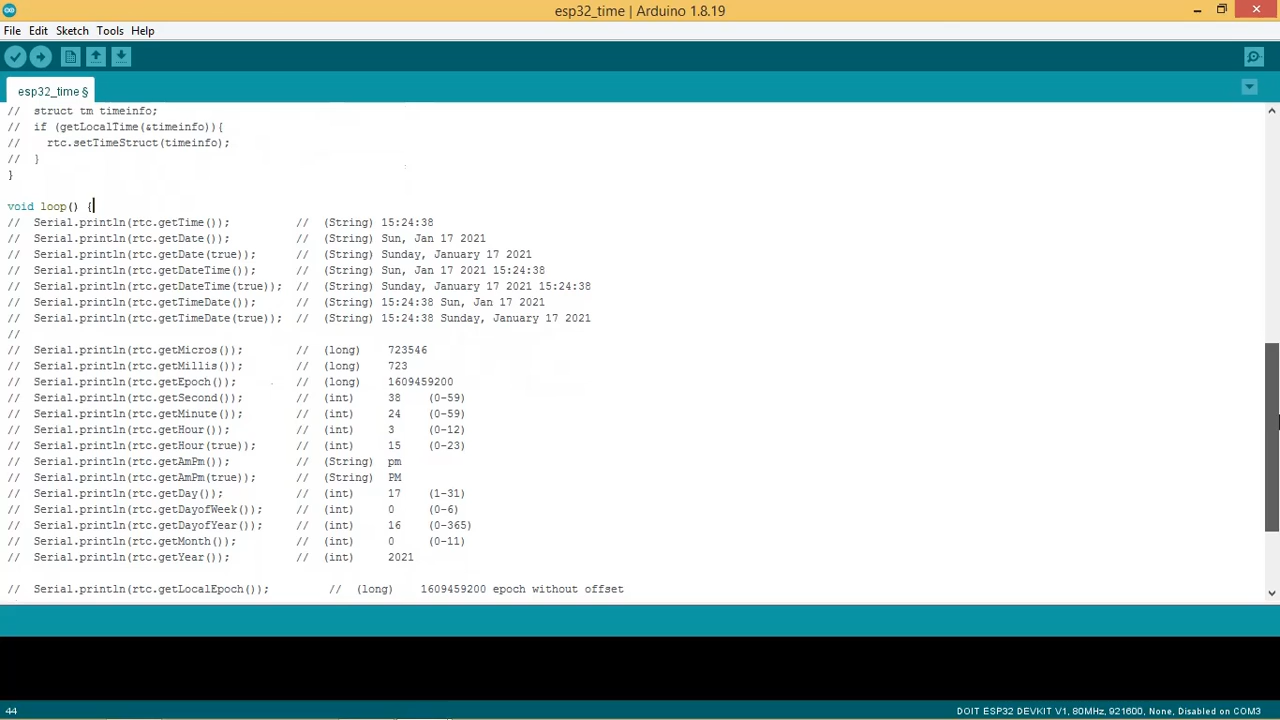 esp32_time | Arduino 1.8.19
File Edit Sketch Tools Help
esp32_time §
//  struct tm timeinfo;
//  if (getLocalTime(&timeinfo)){
//    rtc.setTimeStruct(timeinfo);
//  }
}
void loop() {
//  Serial.println(rtc.getTime());          //  (String) 15:24:38
//  Serial.println(rtc.getDate());          //  (String) Sun, Jan 17 2021
//  Serial.println(rtc.getDate(true));      //  (String) Sunday, January 17 2021
//  Serial.println(rtc.getDateTime());      //  (String) Sun, Jan 17 2021 15:24:38
//  Serial.println(rtc.getDateTime(true));  //  (String) Sunday, January 17 2021 15:24:38
//  Serial.println(rtc.getTimeDate());      //  (String) 15:24:38 Sun, Jan 17 2021
//  Serial.println(rtc.getTimeDate(true));  //  (String) 15:24:38 Sunday, January 17 2021
//
//  Serial.println(rtc.getMicros());        //  (long)    723546
//  Serial.println(rtc.getMillis());        //  (long)    723
//  Serial.println(rtc.getEpoch());         //  (long)    1609459200
//  Serial.println(rtc.getSecond());        //  (int)     38    (0-59)
//  Serial.println(rtc.getMinute());        //  (int)     24    (0-59)
//  Serial.println(rtc.getHour());          //  (int)     3     (0-12)
//  Serial.println(rtc.getHour(true));      //  (int)     15    (0-23)
//  Serial.println(rtc.getAmPm());          //  (String)  pm
//  Serial.println(rtc.getAmPm(true));      //  (String)  PM
//  Serial.println(rtc.getDay());           //  (int)     17    (1-31)
//  Serial.println(rtc.getDayofWeek());     //  (int)     0     (0-6)
//  Serial.println(rtc.getDayofYear());     //  (int)     16    (0-365)
//  Serial.println(rtc.getMonth());         //  (int)     0     (0-11)
//  Serial.println(rtc.getYear());          //  (int)     2021
//  Serial.println(rtc.getLocalEpoch());         //  (long)    1609459200 epoch without offset
44
DOIT ESP32 DEVKIT V1, 80MHz, 921600, None, Disabled on COM3